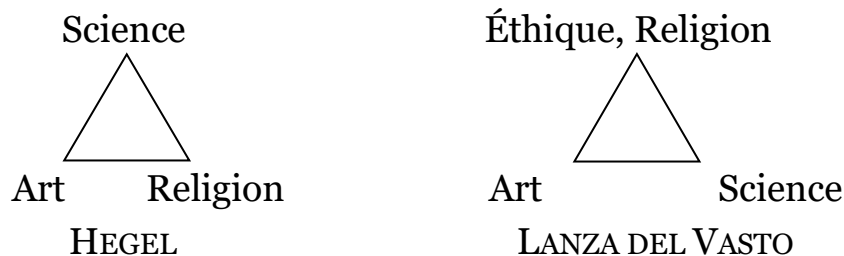 Science
Art Religion
HEGEL
Éthique, Religion
Art Science
LANZA DEL VASTO